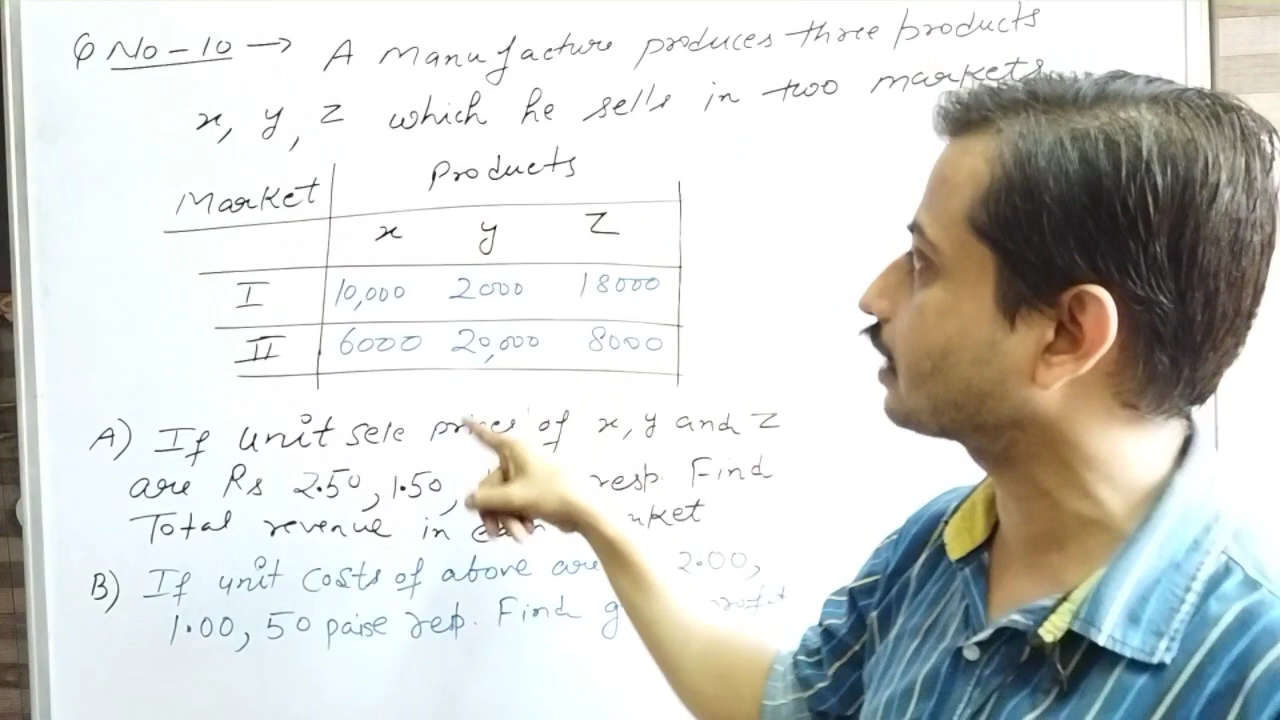 Q No-10 → A Manufacture produces three products
x, y, z which he sells in two markets
Market Products
x y z
I 10,000 2000 18000
II 6000 20,000 8000
A) If unit sele of x, y and z
are Rs 2.50, 1.50, resp. Find
Total revenue in
B) If unit costs of above are 2.00,
1.00, 50 paise resp. Find